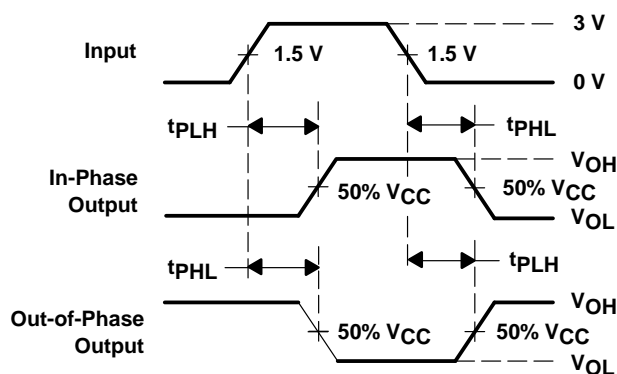 3 V
Input
1.5 V
1.5 V
0 V
tPLH
tPHL
VOH
In-Phase
Output
50% VCC
50% VCC
VOL
tPHL
tPLH
VOH
Out-of-Phase
Output
50% VCC
50% VCC
VOL